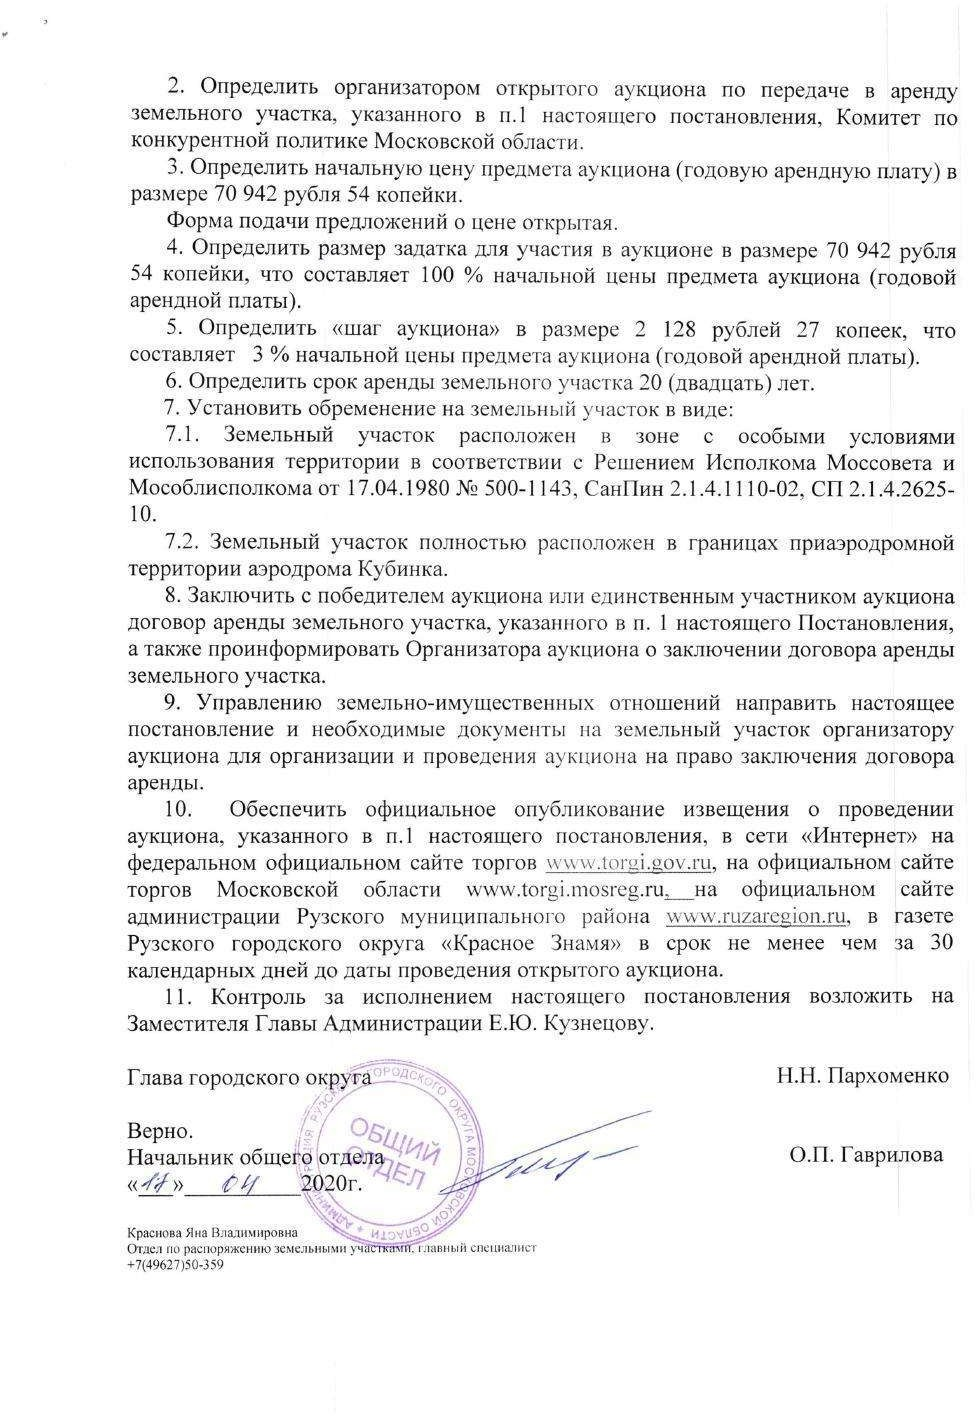 2. Определить организатором открытого аукциона по передаче в аренду
земельного участка, указанного в п.1 настоящего постановления, Комитет по
конкурентной политике Московской области.
3. Определить начальную цену предмета аукциона (годовую арендную плату) в
размере 70 942 рубля 54 копейки.
Форма подачи предложений о цене открытая.
4. Определить размер задатка для участия в аукционе в размере 70 942 рубля
54 копейки, что составляет 100 % начальной цены предмета аукциона (годовой
арендной платы).
5. Определить «шаг аукциона» в размере 2 128 рублей 27 копеек, что
составляет 3 % начальной цены предмета аукциона (годовой арендной платы).
6. Определить срок аренды земельного участка 20 (двадцать) лет.
7. Установить обременение на земельный участок в виде:
7.1. Земельный участок расположен в зоне с особыми условиями
использования территории в соответствии с Решением Исполкома Моссовета и
Мособлисполкома от 17.04.1980 № 500-1143, СанПин 2.1.4.1110-02, СП 2.1.4.2625-
10.
7.2. Земельный участок полностью расположен в границах приаэродромной
территории аэродрома Кубинка.
8. Заключить с победителем аукциона или единственным участником аукциона
договор аренды земельного участка, указанного в п. 1 настоящего Постановления,
а также проинформировать Организатора аукциона о заключении договора аренды
земельного участка.
9. Управлению земельно-имущественных отношений направить настоящее
постановление и необходимые документы на земельный участок организатору
аукциона для организации и проведения аукциона на право заключения договора
аренды.
10. Обеспечить официальное опубликование извещения о проведении
аукциона, указанного в п.1 настоящего постановления, в сети «Интернет» на
федеральном официальном сайте торгов www.torgi.gov.ru, на официальном сайте
торгов Московской области www.torgi.mosreg.ru, на официальном сайте
администрации Рузского муниципального района www.ruzaregion.ru, в газете
Рузского городского округа «Красное Знамя» в срок не менее чем за 30
календарных дней до даты проведения открытого аукциона.
11. Контроль за исполнением настоящего постановления возложить на
Заместителя Главы Администрации Е.Ю. Кузнецову.
Глава городского округа Н.Н. Пархоменко
Верно.
Начальник общего отдела О.П. Гаврилова
«17» 04 2020г.
АДМИНИСТРАЦИЯ РУЗСКОГО ГОРОДСКОГО ОКРУГА МОСКОВСКОЙ ОБЛАСТИ
ОБЩИЙ
ОТДЕЛ
Краснова Яна Владимировна
Отдел по распоряжению земельными участками, главный специалист
+7(49627)50-359